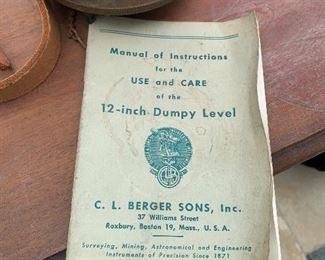 Manual of Instructions
for the
USE and CARE
of the
12-inch Dumpy Level
C. L. BERGER SONS, Inc.
37 Williams Street
Roxbury, Boston 19, Mass., U. S. A.
Surveying, Mining, Astronomical and Engineering
Instruments of Precision Since 1871